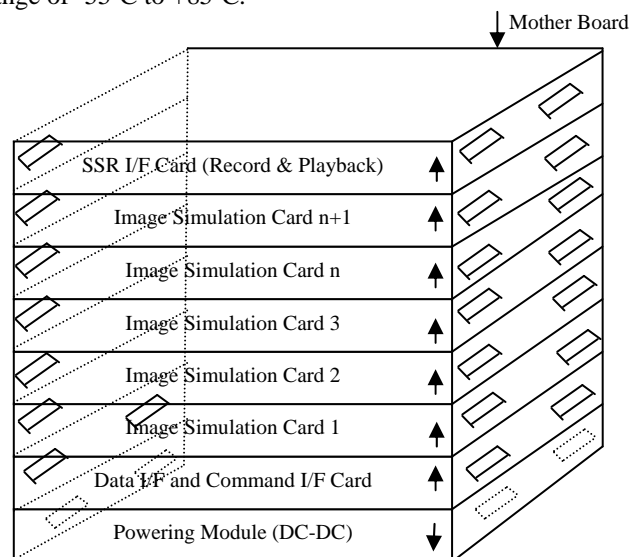 nge of -55°C to +85°C.
Mother Board
SSR I/F Card (Record & Playback)
Image Simulation Card n+1
Image Simulation Card n
Image Simulation Card 3
Image Simulation Card 2
Image Simulation Card 1
Data I/F and Command I/F Card
Powering Module (DC-DC)